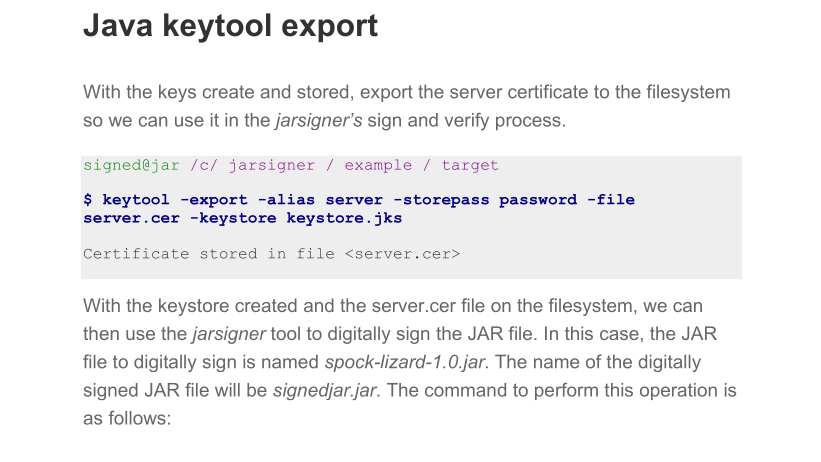 Java keytool export
With the keys create and stored, export the server certificate to the filesystem
so we can use it in the jarsigner’s sign and verify process.
signed@jar /c/ jarsigner / example / target
$ keytool -export -alias server -storepass password -file
server.cer -keystore keystore.jks
Certificate stored in file <server.cer>
With the keystore created and the server.cer file on the filesystem, we can
then use the jarsigner tool to digitally sign the JAR file. In this case, the JAR
file to digitally sign is named spock-lizard-1.0.jar. The name of the digitally
signed JAR file will be signedjar.jar. The command to perform this operation is
as follows: